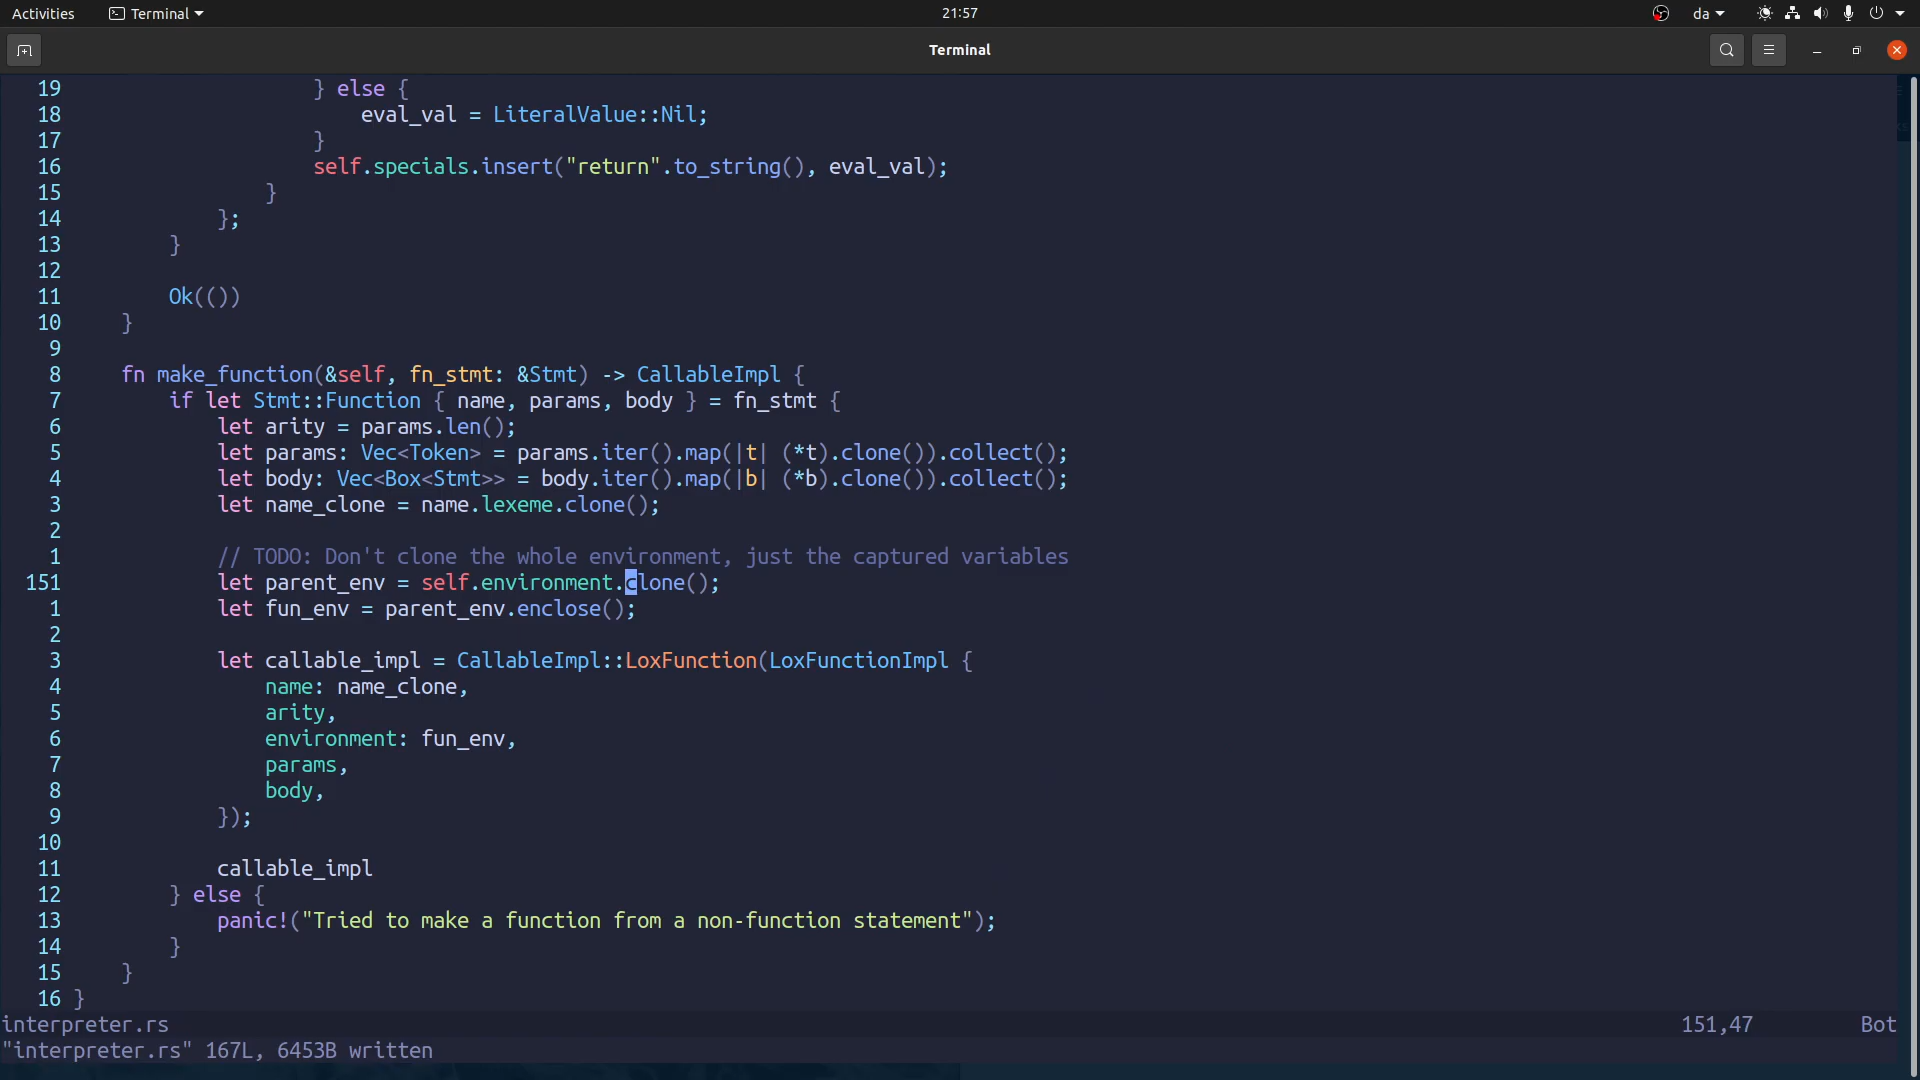 Activities Terminal 21:57 da
Terminal
19 } else {
18 eval_val = LiteralValue::Nil;
17 }
16 self.specials.insert("return".to_string(), eval_val);
15 }
14 };
13 }
12
11 Ok(())
10 }
9
8 fn make_function(&self, fn_stmt: &Stmt) -> CallableImpl {
7 if let Stmt::Function { name, params, body } = fn_stmt {
6 let arity = params.len();
5 let params: Vec<Token> = params.iter().map(|t| (*t).clone()).collect();
4 let body: Vec<Box<Stmt>> = body.iter().map(|b| (*b).clone()).collect();
3 let name_clone = name.lexeme.clone();
2
1 // TODO: Don't clone the whole environment, just the captured variables
151 let parent_env = self.environment.clone();
1 let fun_env = parent_env.enclose();
2
3 let callable_impl = CallableImpl::LoxFunction(LoxFunctionImpl {
4 name: name_clone,
5 arity,
6 environment: fun_env,
7 params,
8 body,
9 });
10
11 callable_impl
12 } else {
13 panic!("Tried to make a function from a non-function statement");
14 }
15 }
16 }
interpreter.rs 151,47 Bot
"interpreter.rs" 167L, 6453B written